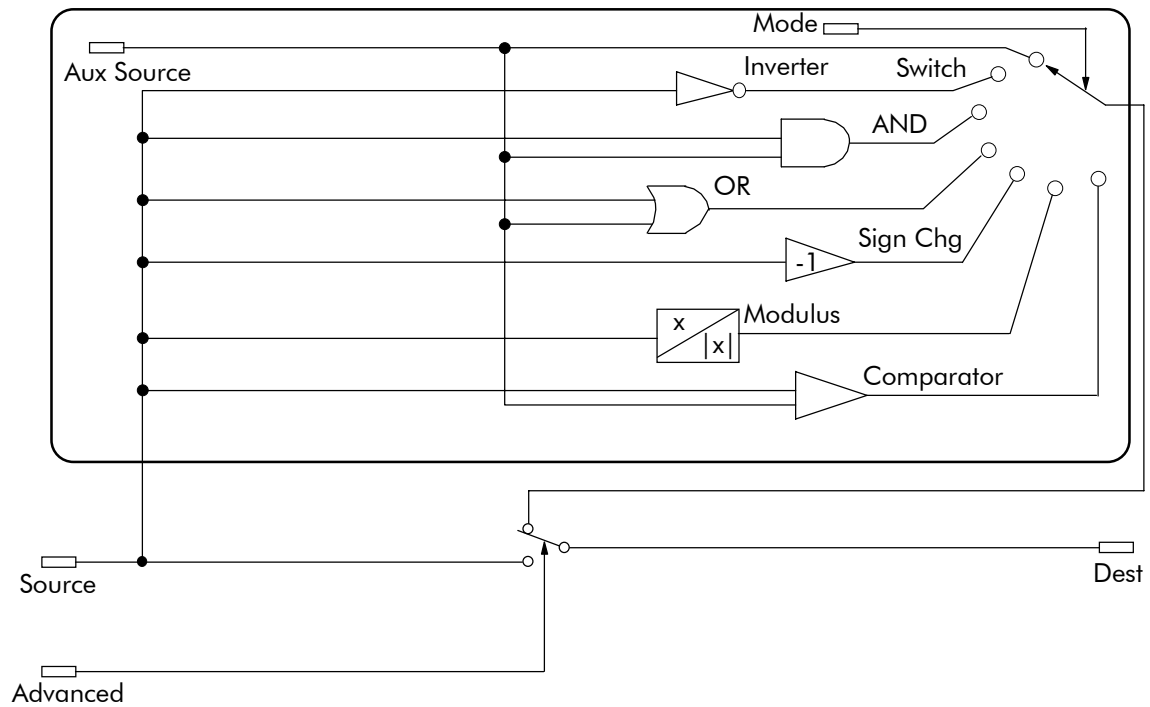 Mode
Aux Source
Inverter
Switch
AND
OR
Sign Chg
-1
Modulus
x
|x|
Comparator
Source
Dest
Advanced